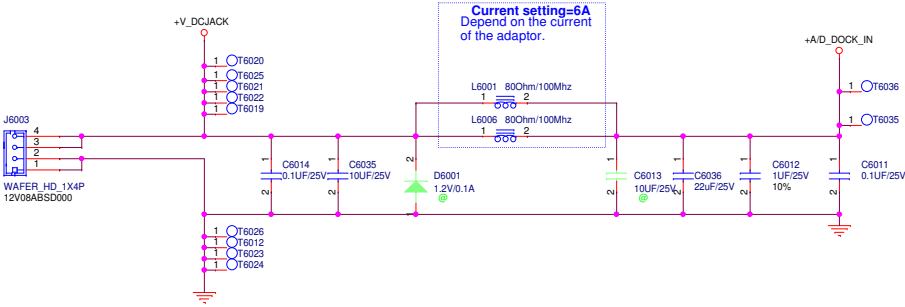 Current setting=6A
Depend on the current
of the adaptor.
+V_DCJACK
+A/D_DOCK_IN
1 T6020
1 T6025
1 T6021
1 T6022
1 T6019
1 T6036
1 T6035
L6001 80Ohm/100Mhz
1 2
L6006 80Ohm/100Mhz
1 2
J6003
4
3
2
1
WAFER_HD_1X4P
12V08ABSD000
1
C6014
0.1UF/25V
2
1
C6035
10UF/25V
2
2
D6001
1.2V/0.1A
@
1
1
C6013
10UF/25V
@
2
1
C6036
22uF/25V
2
1
C6012
1UF/25V
10%
2
1
C6011
0.1UF/25V
2
1 T6026
1 T6012
1 T6023
1 T6024